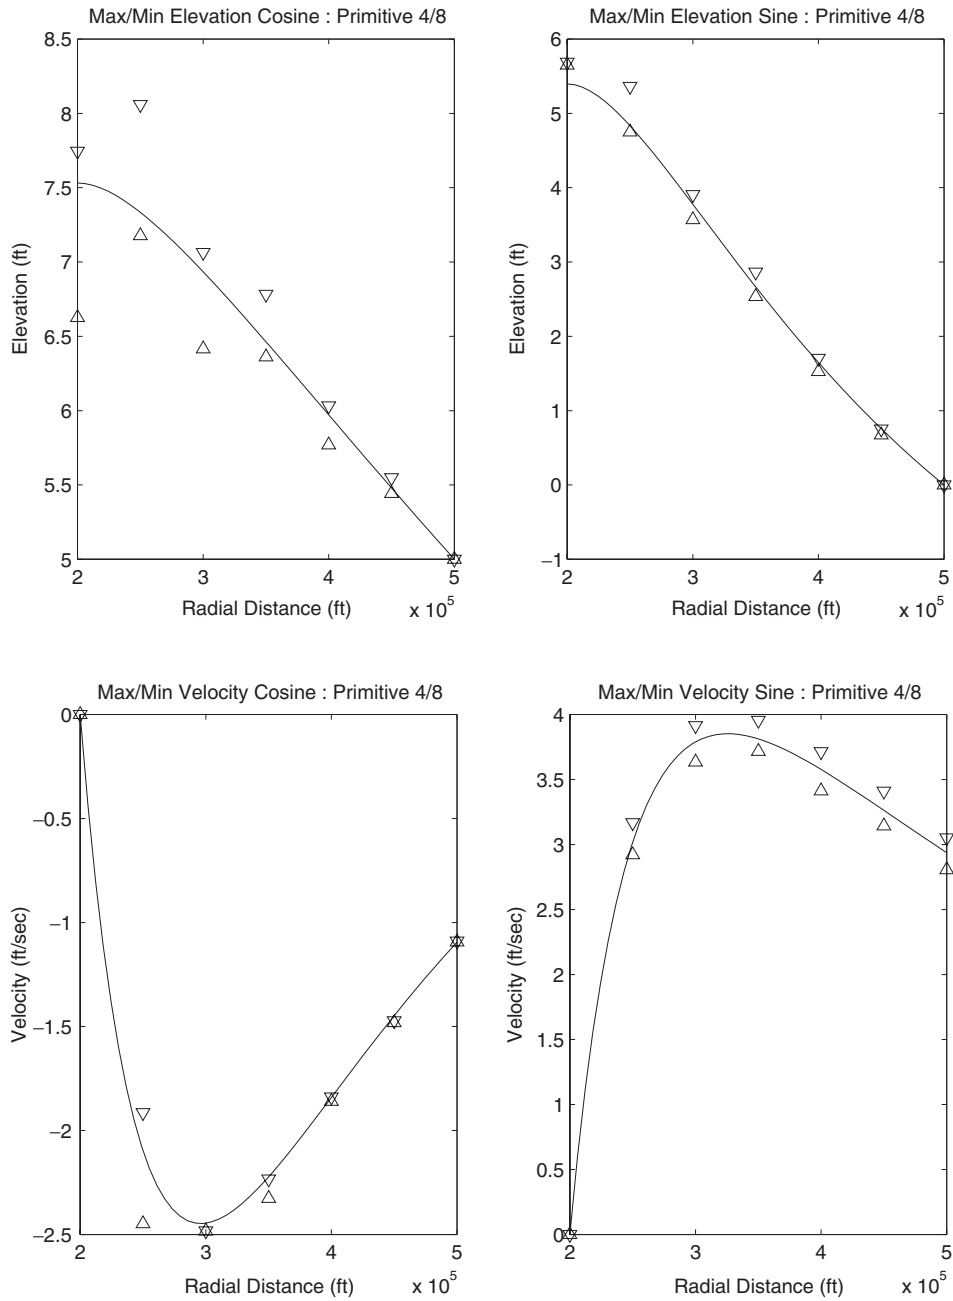 Max/Min Elevation Cosine : Primitive 4/8
8.5
8
7.5
7
6.5
6
5.5
5
Elevation (ft)
2
3
4
5
Radial Distance (ft)
x 10^5
Max/Min Elevation Sine : Primitive 4/8
6
5
4
3
2
1
0
−1
Elevation (ft)
2
3
4
5
Radial Distance (ft)
x 10^5
Max/Min Velocity Cosine : Primitive 4/8
0
−0.5
−1
−1.5
−2
−2.5
Velocity (ft/sec)
2
3
4
5
Radial Distance (ft)
x 10^5
Max/Min Velocity Sine : Primitive 4/8
4
3.5
3
2.5
2
1.5
1
0.5
0
Velocity (ft/sec)
2
3
4
5
Radial Distance (ft)
x 10^5